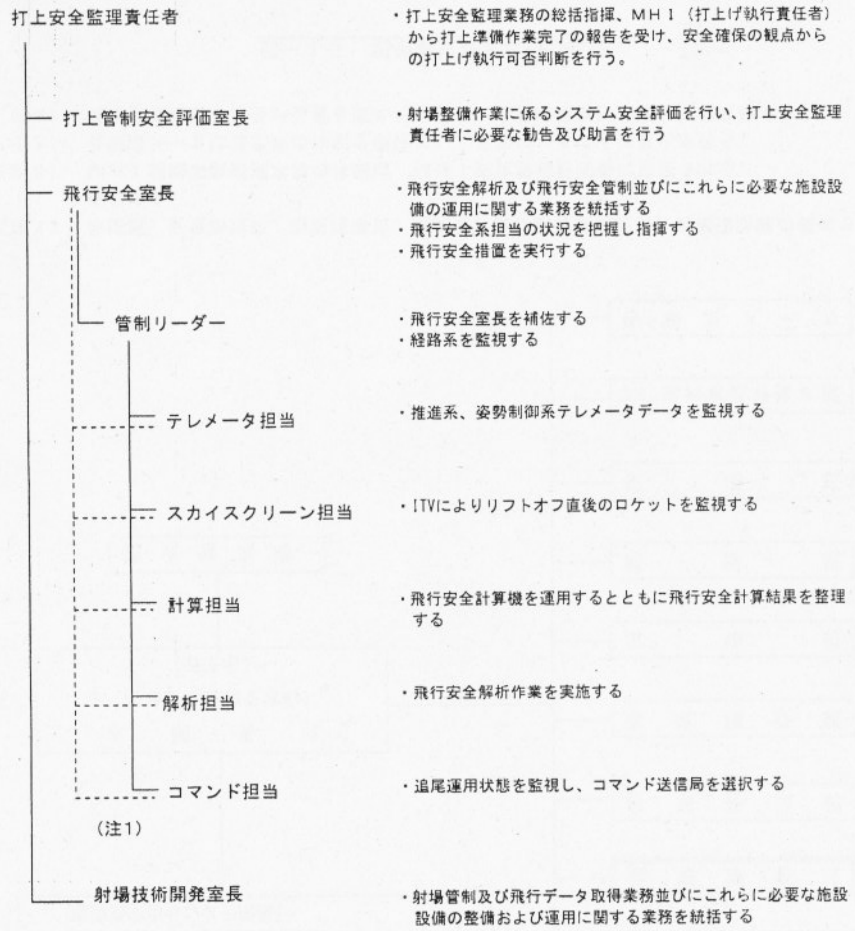 打上安全監理責任者
・打上安全監理業務の総括指揮、MH1（打上げ執行責任者）
から打上準備作業完了の報告を受け、安全確保の観点から
の打上げ執行可否判断を行う。
打上管制安全評価室長
・射場整備作業に係るシステム安全評価を行い、打上安全監理
責任者に必要な勧告及び助言を行う
飛行安全室長
・飛行安全解析及び飛行安全管制並びにこれらに必要な施設設
備の運用に関する業務を統括する
・飛行安全系担当の状況を把握し指揮する
・飛行安全措置を実行する
管制リーダー
・飛行安全室長を補佐する
・経路系を監視する
テレメータ担当
・推進系、姿勢制御系テレメータデータを監視する
スカイスクリーン担当
・ITVによりリフトオフ直後のロケットを監視する
計算担当
・飛行安全計算機を運用するとともに飛行安全計算結果を整理
する
解析担当
・飛行安全解析作業を実施する
コマンド担当
・追尾運用状態を監視し、コマンド送信局を選択する
（注1）
射場技術開発室長
・射場管制及び飛行データ取得業務並びにこれらに必要な施設
設備の整備および運用に関する業務を統括する